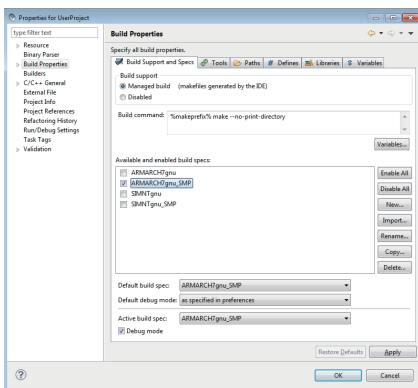 Properties for UserProject
type filter text
Resource
Binary Parser
Build Properties
Builders
C/C++ General
External File
Project Info
Project References
Refactoring History
Run/Debug Settings
Task Tags
Validation
Build Properties
Specify all build properties.
Build Support and Specs
Tools
Paths
# Defines
Libraries
$ Variables
Build support
Managed build (makefiles generated by the IDE)
Disabled
Build command: %makeprefix% make --no-print-directory
Variables...
Available and enabled build specs:
ARMARCH7gnu
ARMARCH7gnu_SMP
SIMNTgnu
SIMNTgnu_SMP
Enable All
Disable All
New...
Import...
Rename...
Copy...
Delete...
Default build spec: ARMARCH7gnu_SMP
Default debug mode: as specified in preferences
Active build spec: ARMARCH7gnu_SMP
Debug mode
Restore Defaults
Apply
OK
Cancel